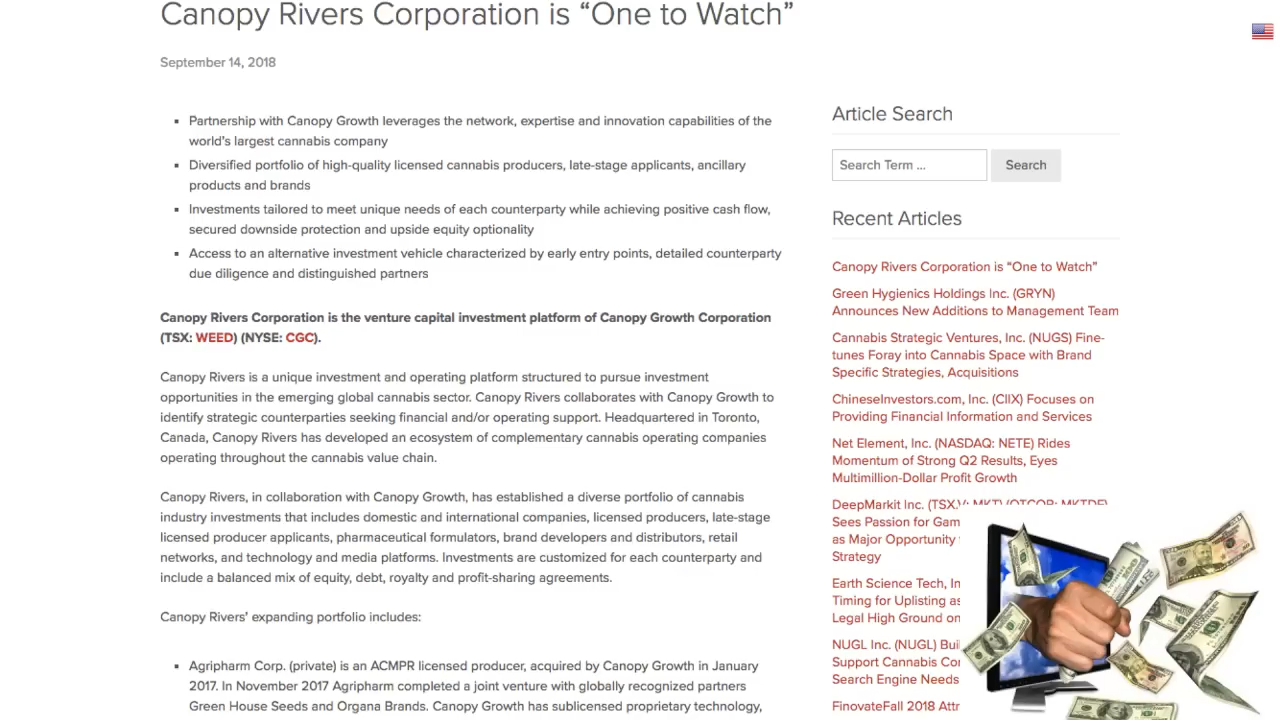 Canopy Rivers Corporation is “One to Watch”
September 14, 2018
Partnership with Canopy Growth leverages the network, expertise and innovation capabilities of the
world’s largest cannabis company
Diversified portfolio of high-quality licensed cannabis producers, late-stage applicants, ancillary
products and brands
Investments tailored to meet unique needs of each counterparty while achieving positive cash flow,
secured downside protection and upside equity optionality
Access to an alternative investment vehicle characterized by early entry points, detailed counterparty
due diligence and distinguished partners
Canopy Rivers Corporation is the venture capital investment platform of Canopy Growth Corporation
(TSX: WEED) (NYSE: CGC).
Canopy Rivers is a unique investment and operating platform structured to pursue investment
opportunities in the emerging global cannabis sector. Canopy Rivers collaborates with Canopy Growth to
identify strategic counterparties seeking financial and/or operating support. Headquartered in Toronto,
Canada, Canopy Rivers has developed an ecosystem of complementary cannabis operating companies
operating throughout the cannabis value chain.
Canopy Rivers, in collaboration with Canopy Growth, has established a diverse portfolio of cannabis
industry investments that includes domestic and international companies, licensed producers, late-stage
licensed producer applicants, pharmaceutical formulators, brand developers and distributors, retail
networks, and technology and media platforms. Investments are customized for each counterparty and
include a balanced mix of equity, debt, royalty and profit-sharing agreements.
Canopy Rivers’ expanding portfolio includes:
Agripharm Corp. (private) is an ACMPR licensed producer, acquired by Canopy Growth in January
2017. In November 2017 Agripharm completed a joint venture with globally recognized partners
Green House Seeds and Organa Brands. Canopy Growth has sublicensed proprietary technology,
Article Search
Search Term ...
Search
Recent Articles
Canopy Rivers Corporation is “One to Watch”
Green Hygienics Holdings Inc. (GRYN)
Announces New Additions to Management Team
Cannabis Strategic Ventures, Inc. (NUGS) Fine-
tunes Foray into Cannabis Space with Brand
Specific Strategies, Acquisitions
ChineseInvestors.com, Inc. (CIIX) Focuses on
Providing Financial Information and Services
Net Element, Inc. (NASDAQ: NETE) Rides
Momentum of Strong Q2 Results, Eyes
Multimillion-Dollar Profit Growth
DeepMarkit Inc. (TSX.V: MKT) (OTCQB: MKTDF)
Sees Passion for Gam
as Major Opportunity
Strategy
Earth Science Tech, In
Timing for Uplisting as
Legal High Ground on
NUGL Inc. (NUGL) Bui
Support Cannabis Co
Search Engine Needs
FinovateFall 2018 Attr